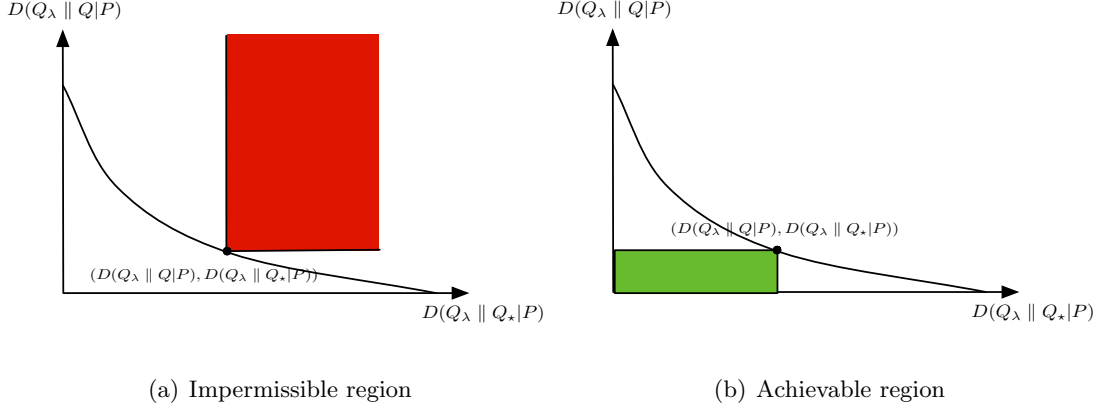 D(Q_λ ∥ Q|P)
(D(Q_λ ∥ Q|P), D(Q_λ ∥ Q_⋆|P))
D(Q_λ ∥ Q_⋆|P)
(a) Impermissible region
D(Q_λ ∥ Q|P)
(D(Q_λ ∥ Q|P), D(Q_λ ∥ Q_⋆|P))
D(Q_λ ∥ Q_⋆|P)
(b) Achievable region